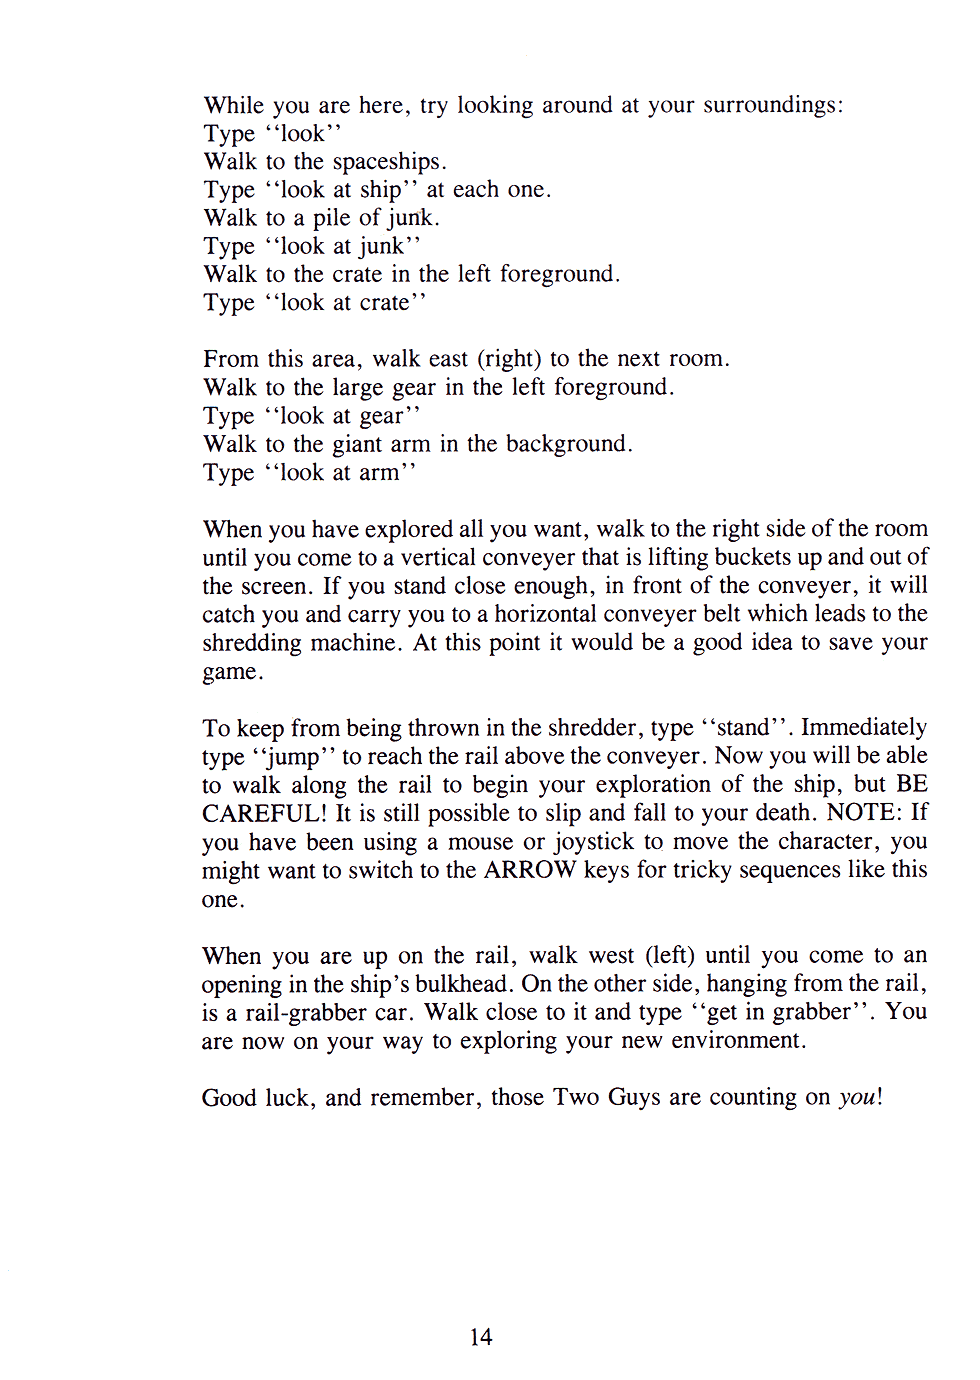 While you are here, try looking around at your surroundings:
Type ‘‘look’’
Walk to the spaceships.
Type ‘‘look at ship’’ at each one.
Walk to a pile of junk.
Type ‘‘look at junk’’
Walk to the crate in the left foreground.
Type ‘‘look at crate’’
From this area, walk east (right) to the next room.
Walk to the large gear in the left foreground.
Type ‘‘look at gear’’
Walk to the giant arm in the background.
Type ‘‘look at arm’’
When you have explored all you want, walk to the right side of the room
until you come to a vertical conveyer that is lifting buckets up and out of
the screen. If you stand close enough, in front of the conveyer, it will
catch you and carry you to a horizontal conveyer belt which leads to the
shredding machine. At this point it would be a good idea to save your
game.
To keep from being thrown in the shredder, type ‘‘stand’’. Immediately
type ‘‘jump’’ to reach the rail above the conveyer. Now you will be able
to walk along the rail to begin your exploration of the ship, but BE
CAREFUL! It is still possible to slip and fall to your death. NOTE: If
you have been using a mouse or joystick to move the character, you
might want to switch to the ARROW keys for tricky sequences like this
one.
When you are up on the rail, walk west (left) until you come to an
opening in the ship’s bulkhead. On the other side, hanging from the rail,
is a rail-grabber car. Walk close to it and type ‘‘get in grabber’’. You
are now on your way to exploring your new environment.
Good luck, and remember, those Two Guys are counting on you!
14